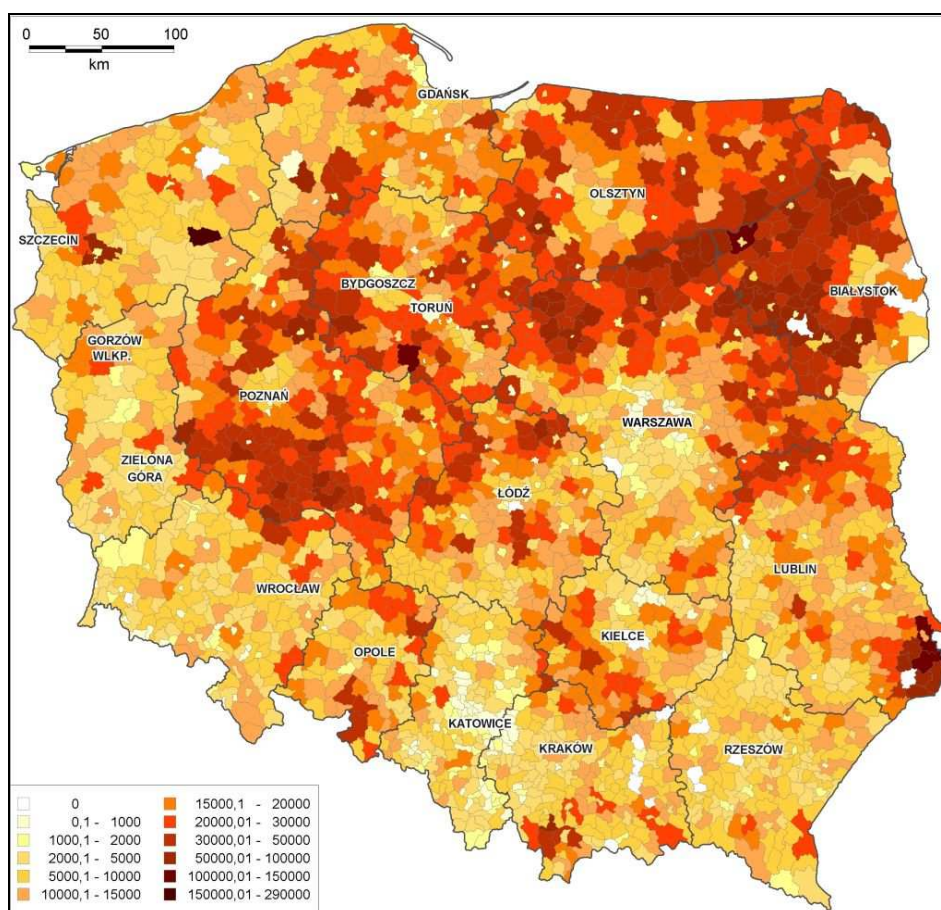 0 50 100
km
GDAŃSK
OLSZTYN
SZCZECIN
BYDGOSZCZ
BIAŁYSTOK
TORUŃ
GORZÓW
WLKP.
POZNAŃ
WARSZAWA
ZIELONA
GÓRA
ŁÓDŹ
LUBLIN
WROCŁAW
KIELCE
OPOLE
KATOWICE
KRAKÓW
RZESZÓW
0
0,1 - 1000
1000,1 - 2000
2000,1 - 5000
5000,1 - 10000
10000,1 - 15000
15000,1 - 20000
20000,01 - 30000
30000,01 - 50000
50000,01 - 100000
100000,01 - 150000
150000,01 - 290000